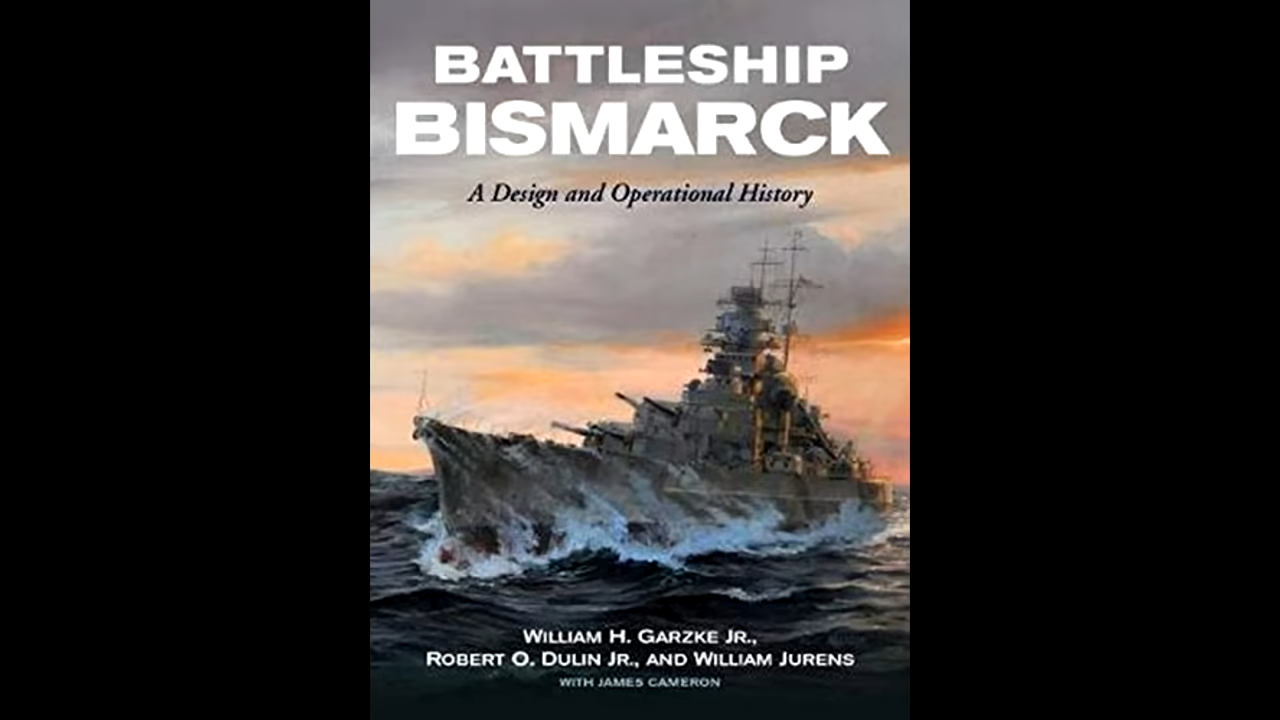 BATTLESHIP
BISMARCK
A Design and Operational History
WILLIAM H. GARZKE JR.,
ROBERT O. DULIN JR., AND WILLIAM JURENS
WITH JAMES CAMERON